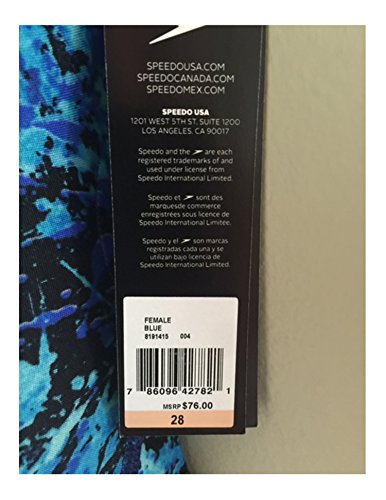 SPEEDOUSA.COM
SPEEDOCANADA.COM
SPEEDOMEX.COM
SPEEDO USA
1201 WEST 5TH ST, SUITE 1200
LOS ANGELES, CA 90017
Speedo and the are each
registered trademarks of and
used under license from
Speedo International Limited.
Speedo et sont des
marquesde commerce
enregistrées sous licence de
Speedo International Limited.
Speedo y el son marcas
registradas cada una y se
utilizan bajo licencia de
Speedo International Limited.
FEMALE
BLUE
8191415 004
7 86096 42782 1
MSRP $76.00
28